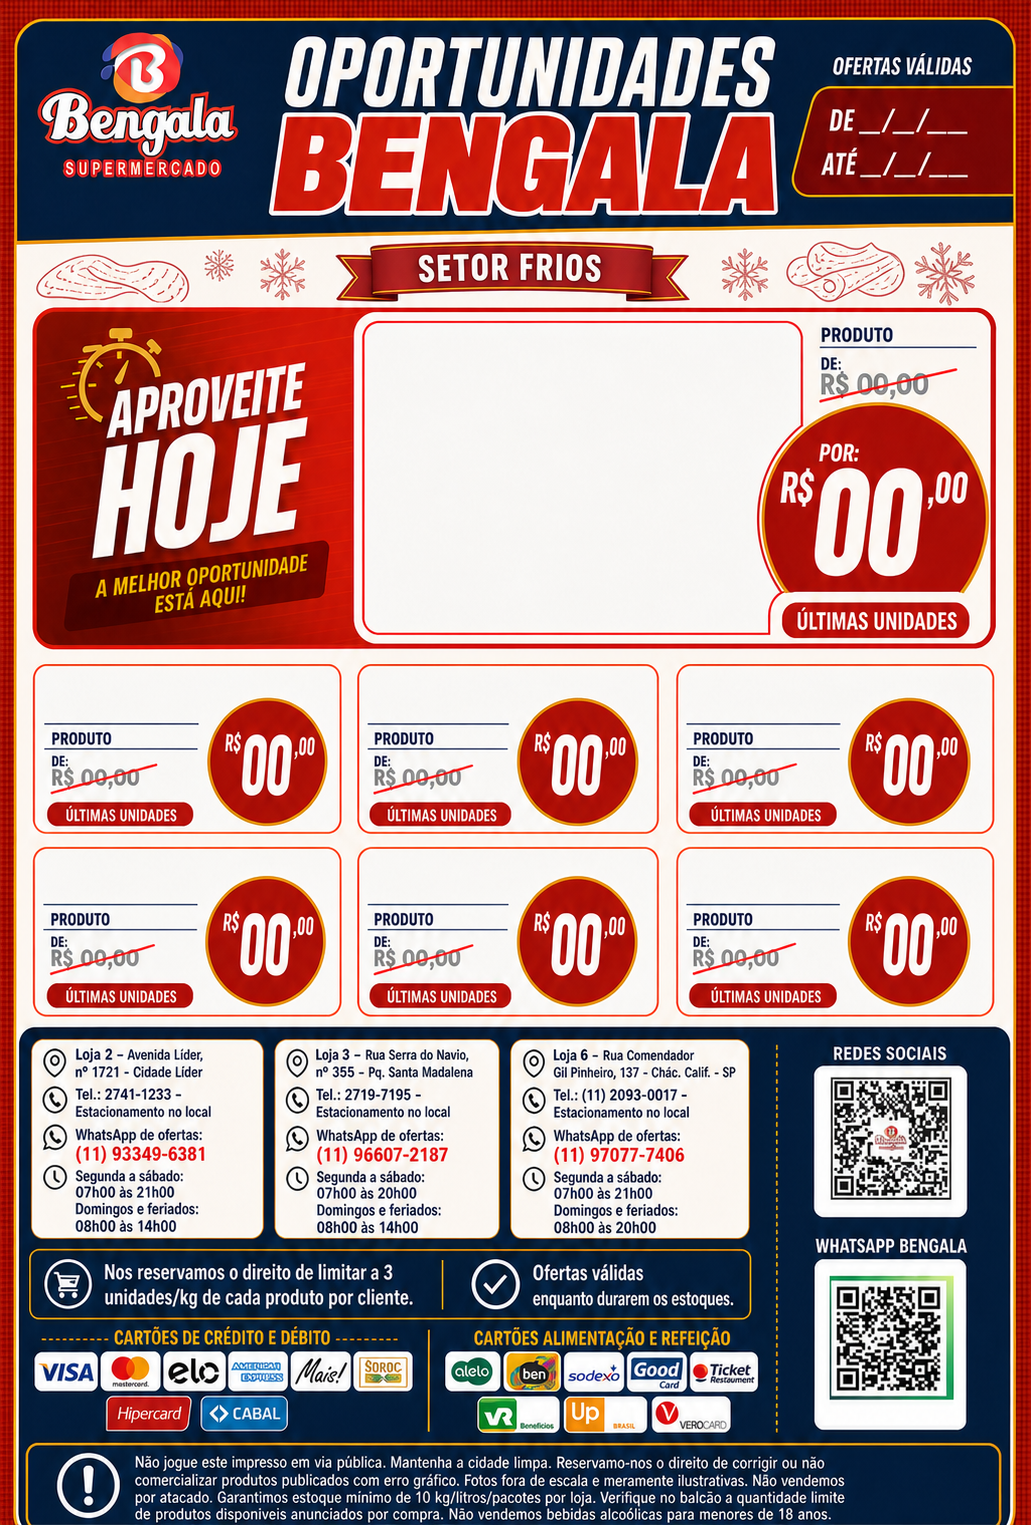 B
Bengala
SUPERMERCADO
OPORTUNIDADES
BENGALA
OFERTAS VÁLIDAS
DE __/__/__
ATÉ __/__/__
SETOR FRIOS
APROVEITE
HOJE
A MELHOR OPORTUNIDADE
ESTÁ AQUI!
PRODUTO
DE:
R$ 00,00
POR:
R$ 00,00
ÚLTIMAS UNIDADES
PRODUTO
DE:
R$ 00,00
R$ 00,00
ÚLTIMAS UNIDADES
PRODUTO
DE:
R$ 00,00
R$ 00,00
ÚLTIMAS UNIDADES
PRODUTO
DE:
R$ 00,00
R$ 00,00
ÚLTIMAS UNIDADES
PRODUTO
DE:
R$ 00,00
R$ 00,00
ÚLTIMAS UNIDADES
PRODUTO
DE:
R$ 00,00
R$ 00,00
ÚLTIMAS UNIDADES
PRODUTO
DE:
R$ 00,00
R$ 00,00
ÚLTIMAS UNIDADES
Loja 2 – Avenida Líder,
nº 1721 – Cidade Líder
Tel.: 2741-1233 –
Estacionamento no local
WhatsApp de ofertas:
(11) 93349-6381
Segunda a sábado:
07h00 às 21h00
Domingos e feriados:
08h00 às 14h00
Loja 3 – Rua Serra do Navio,
nº 355 – Pq. Santa Madalena
Tel.: 2719-7195 –
Estacionamento no local
WhatsApp de ofertas:
(11) 96607-2187
Segunda a sábado:
07h00 às 20h00
Domingos e feriados:
08h00 às 14h00
Loja 6 – Rua Comendador
Gil Pinheiro, 137 - Chác. Calif. - SP
Tel.: (11) 2093-0017 –
Estacionamento no local
WhatsApp de ofertas:
(11) 97077-7406
Segunda a sábado:
07h00 às 21h00
Domingos e feriados:
08h00 às 20h00
REDES SOCIAIS
WHATSAPP BENGALA
Nos reservamos o direito de limitar a 3
unidades/kg de cada produto por cliente.
Ofertas válidas
enquanto durarem os estoques.
CARTÕES DE CRÉDITO E DÉBITO
VISA
mastercard.
elo
AMERICAN EXPRESS
Mais!
SOROC
Hipercard
CABAL
CARTÕES ALIMENTAÇÃO E REFEIÇÃO
alelo
ben
sodexo
Good Card
Ticket Restaument
VR Benefícios
Up BRASIL
VEROCARD
Não jogue este impresso em via pública. Mantenha a cidade limpa. Reservamo-nos o direito de corrigir ou não
comercializar produtos publicados com erro gráfico. Fotos fora de escala e meramente ilustrativas. Não vendemos
por atacado. Garantimos estoque mínimo de 10 kg/litros/pacotes por loja. Verifique no balcão a quantidade limite
de produtos disponiveis anunciados por compra. Não vendemos bebidas alcoólicas para menores de 18 anos.